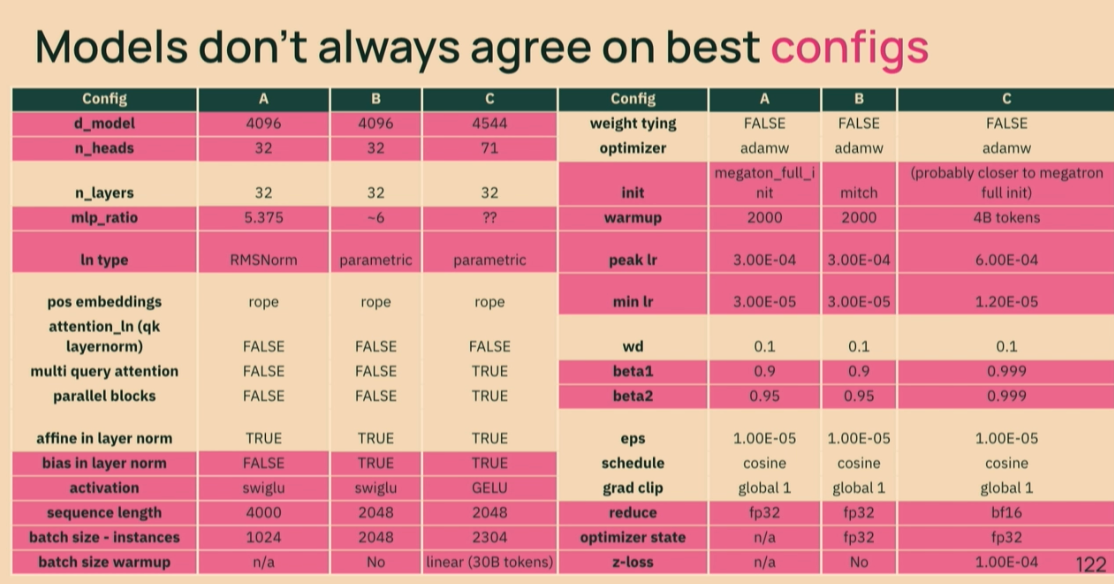 Models don't always agree on best configs
Config A B C Config A B C
d_model 4096 4096 4544 weight tying FALSE FALSE FALSE
n_heads 32 32 71 optimizer adamw adamw adamw
n_layers 32 32 32 init megaton_full_init mitch (probably closer to megatron full init)
mlp_ratio 5.375 ~6 ?? warmup 2000 2000 4B tokens
ln type RMSNorm parametric parametric peak lr 3.00E-04 3.00E-04 6.00E-04
pos embeddings rope rope rope min lr 3.00E-05 3.00E-05 1.20E-05
attention_ln (qk layernorm) FALSE FALSE FALSE wd 0.1 0.1 0.1
multi query attention FALSE FALSE TRUE beta1 0.9 0.9 0.999
parallel blocks FALSE FALSE TRUE beta2 0.95 0.95 0.999
affine in layer norm TRUE TRUE TRUE eps 1.00E-05 1.00E-05 1.00E-05
bias in layer norm FALSE TRUE TRUE schedule cosine cosine cosine
activation swiglu swiglu GELU grad clip global 1 global 1 global 1
sequence length 4000 2048 2048 reduce fp32 fp32 bf16
batch size - instances 1024 2048 2304 optimizer state n/a fp32 fp32
batch size warmup n/a No linear (30B tokens) z-loss n/a No 1.00E-04
122